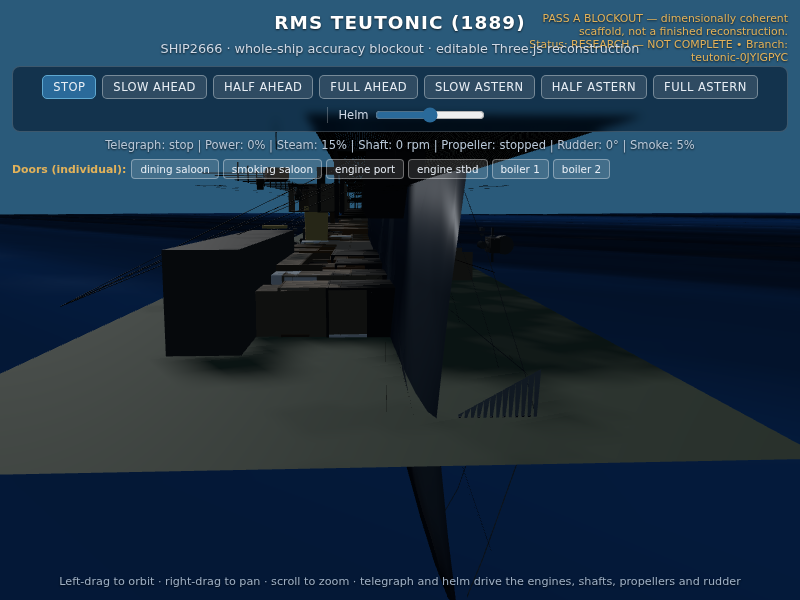 RMS TEUTONIC (1889)
SHIP2666 · whole-ship accuracy blockout · editable Three.js reconstruction
PASS A BLOCKOUT — dimensionally coherent
scaffold, not a finished reconstruction.
Status: RESEARCH — NOT COMPLETE • Branch:
teutonic-0JYIGPYC
STOP
SLOW AHEAD
HALF AHEAD
FULL AHEAD
SLOW ASTERN
HALF ASTERN
FULL ASTERN
Helm
Telegraph: stop | Power: 0% | Steam: 15% | Shaft: 0 rpm | Propeller: stopped | Rudder: 0° | Smoke: 5%
Doors (individual):
dining saloon
smoking saloon
engine port
engine stbd
boiler 1
boiler 2
Left-drag to orbit · right-drag to pan · scroll to zoom · telegraph and helm drive the engines, shafts, propellers and rudder